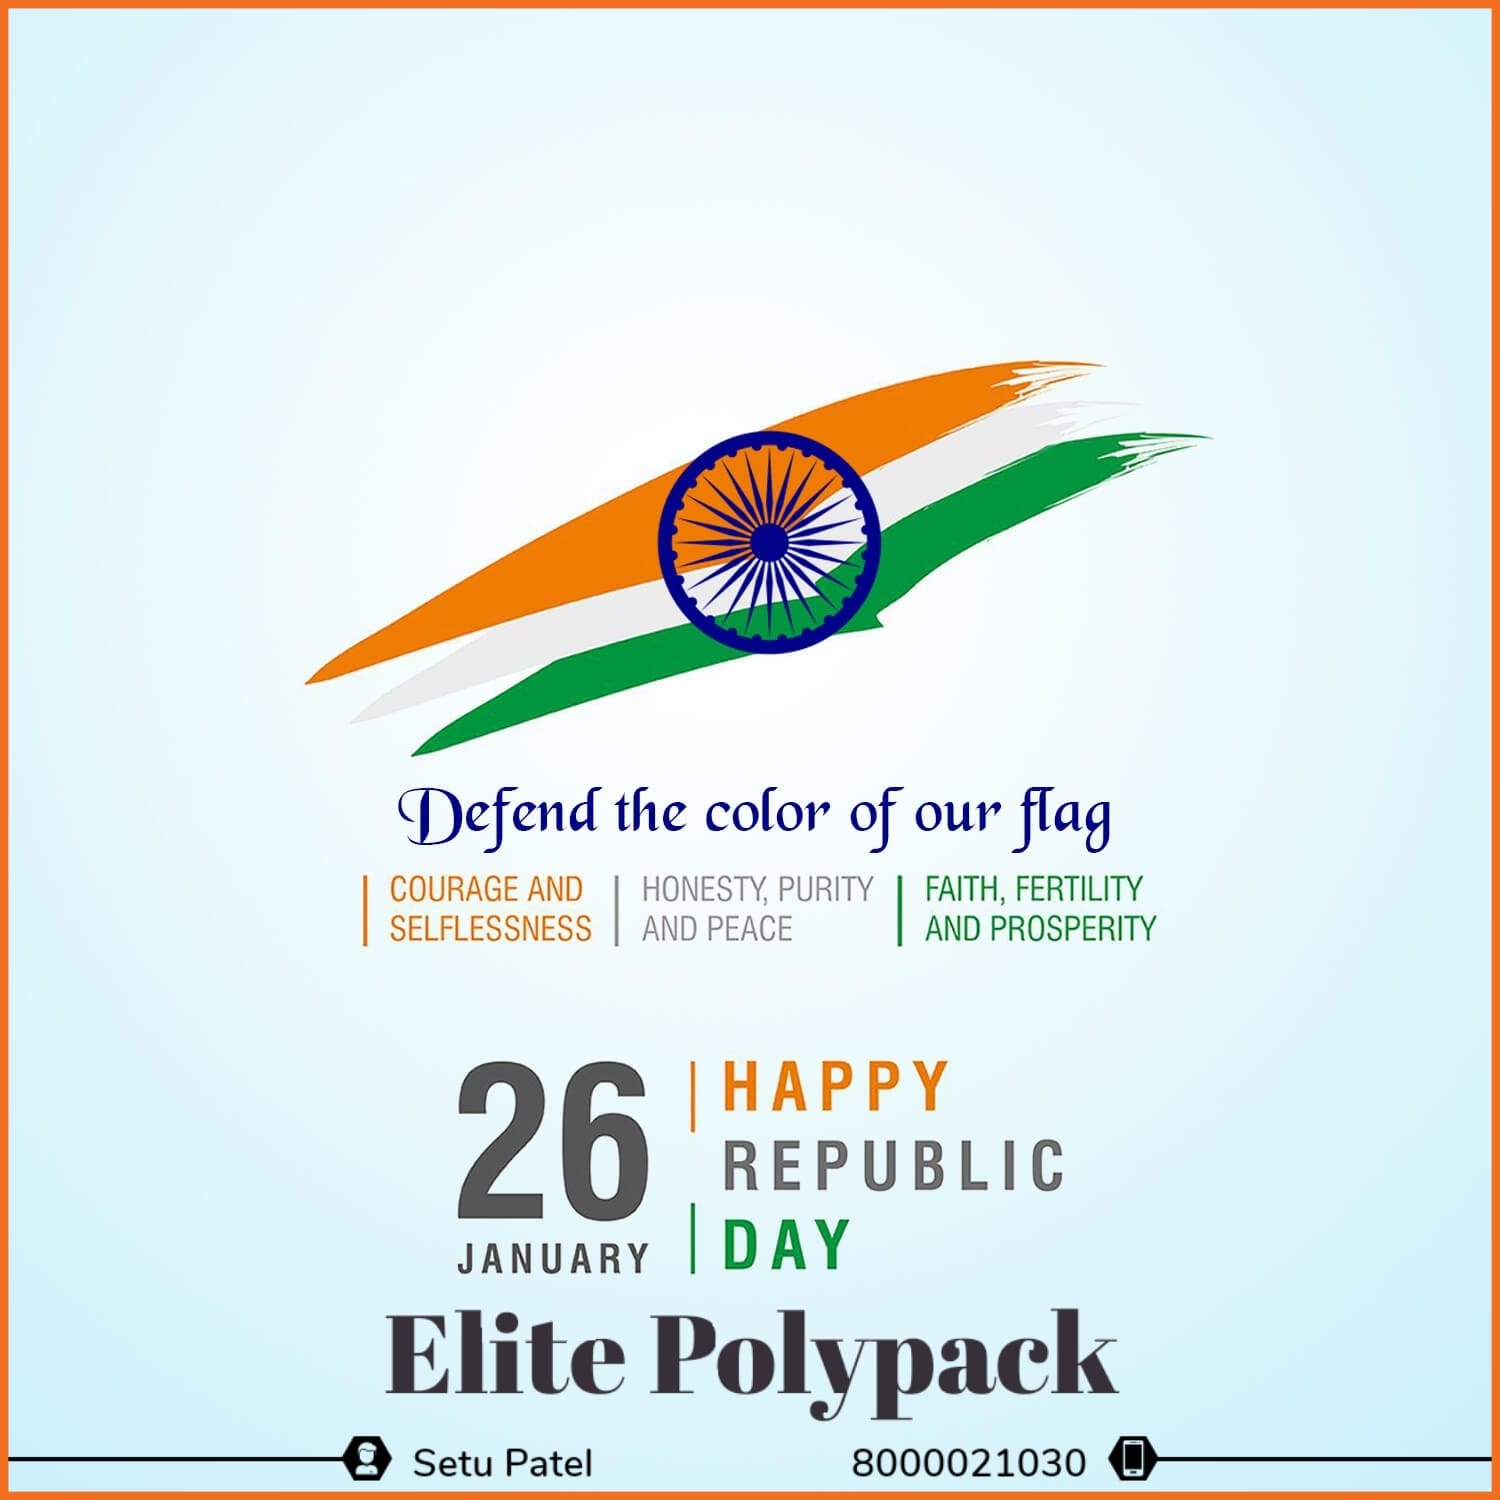 Defend the color of our flag
COURAGE AND
SELFLESSNESS
HONESTY, PURITY
AND PEACE
FAITH, FERTILITY
AND PROSPERITY
26
JANUARY
HAPPY
REPUBLIC
DAY
Elite Polypack
Setu Patel
8000021030